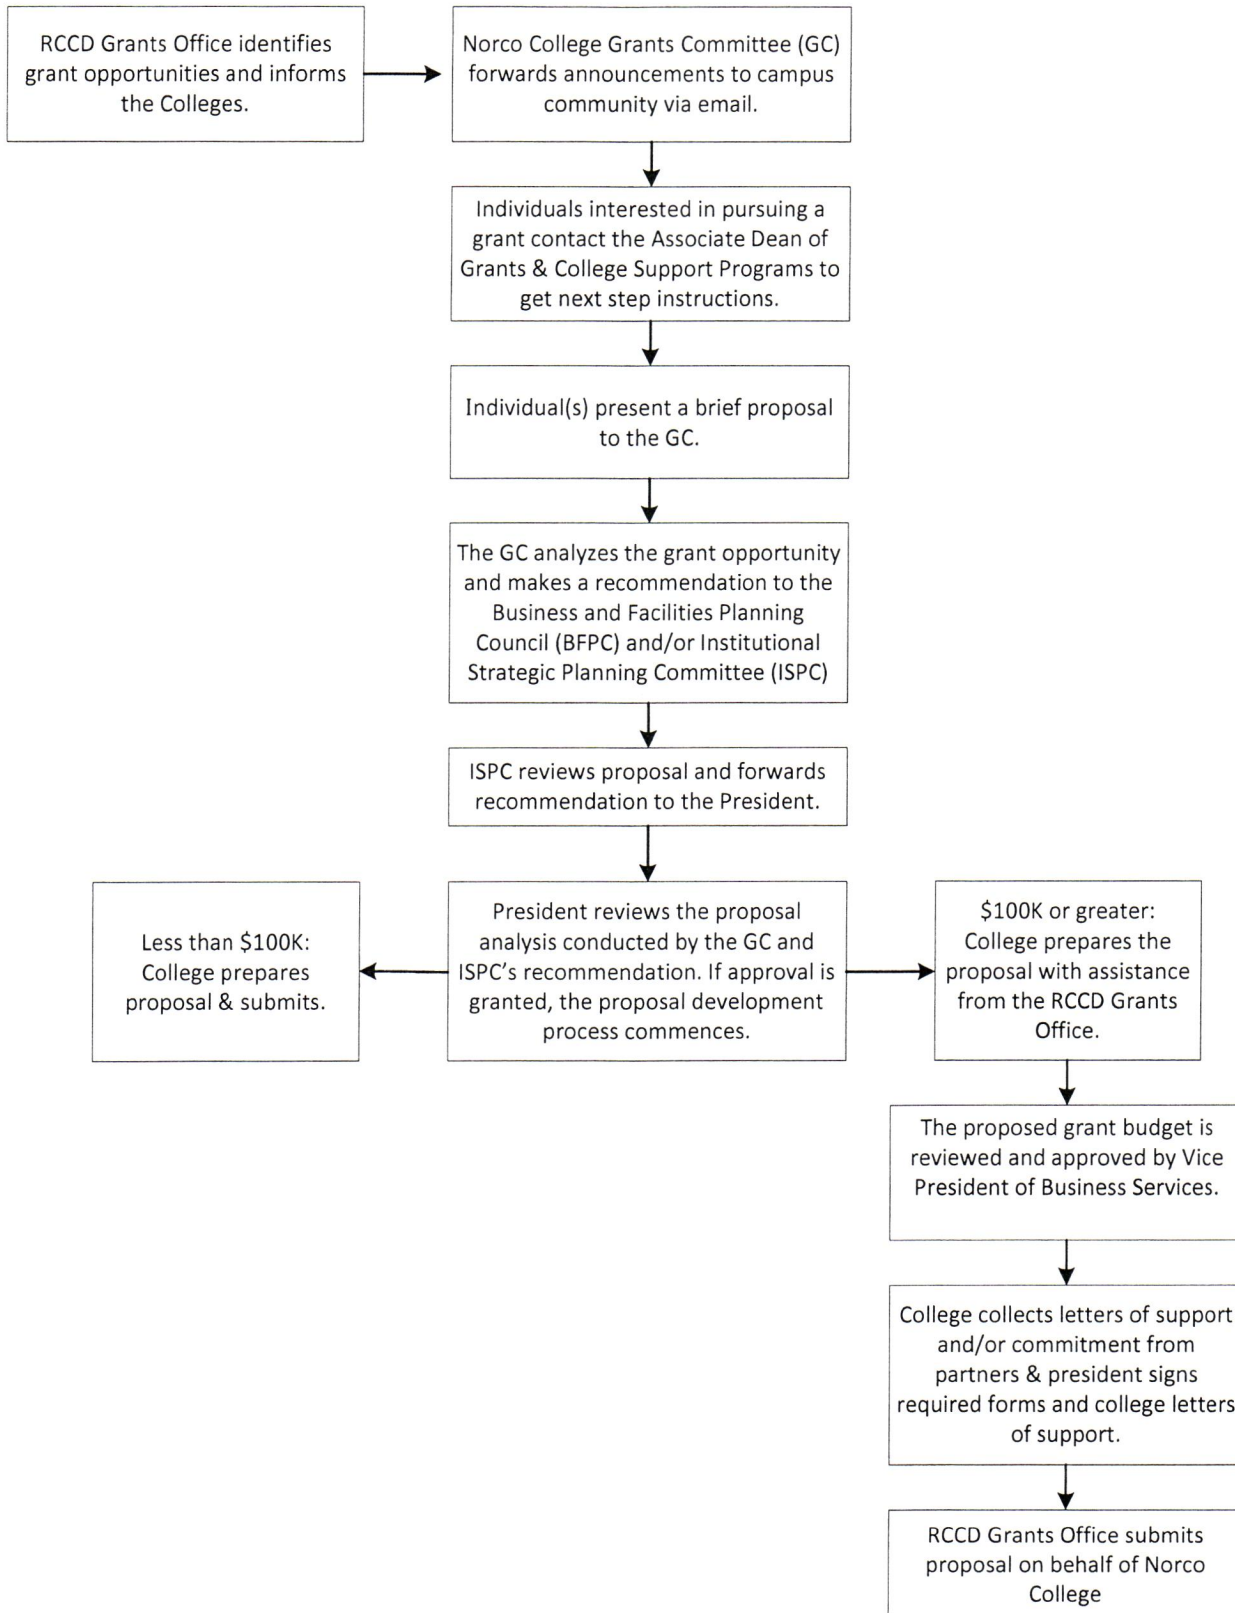 RCCD Grants Office identifies
grant opportunities and informs
the Colleges.
Norco College Grants Committee (GC)
forwards announcements to campus
community via email.
Individuals interested in pursuing a
grant contact the Associate Dean of
Grants & College Support Programs to
get next step instructions.
Individual(s) present a brief proposal
to the GC.
The GC analyzes the grant opportunity
and makes a recommendation to the
Business and Facilities Planning
Council (BFPC) and/or Institutional
Strategic Planning Committee (ISPC)
ISPC reviews proposal and forwards
recommendation to the President.
Less than $100K:
College prepares
proposal & submits.
President reviews the proposal
analysis conducted by the GC and
ISPC’s recommendation. If approval is
granted, the proposal development
process commences.
$100K or greater:
College prepares the
proposal with assistance
from the RCCD Grants
Office.
The proposed grant budget is
reviewed and approved by Vice
President of Business Services.
College collects letters of support
and/or commitment from
partners & president signs
required forms and college letters
of support.
RCCD Grants Office submits
proposal on behalf of Norco
College